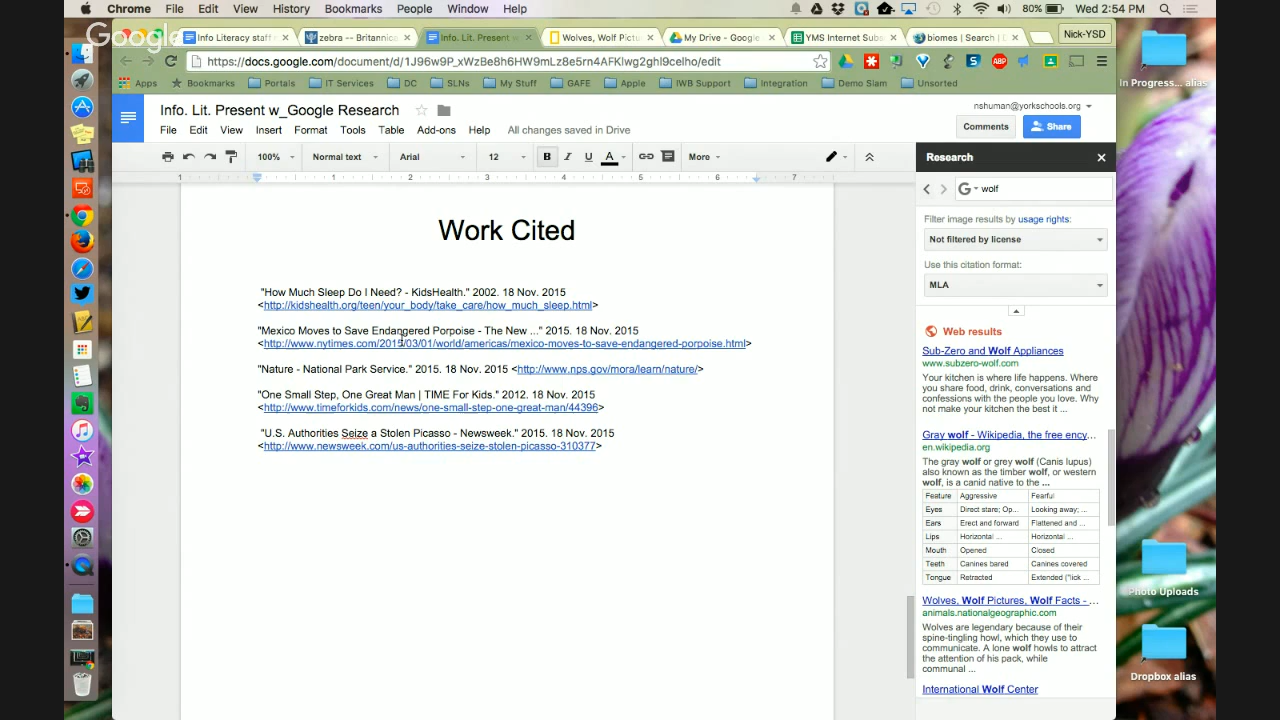 Chrome File Edit View History Bookmarks People Window Help 80% Wed 2:54 PM
Google
Info Literacy staff zebra -- Britannica Info. Lit. Present w Wolves, Wolf Pictu My Drive - Google YMS Internet Subs biomes | Search | D Nick-YSD
https://docs.google.com/document/d/1J96w9P_xWzBe8h6HW9mLz8e5rn4AFKlwg2ghl9celho/edit
Apps Bookmarks Portals IT Services DC SLNs My Stuff GAFE Apple IWB Support Integration Demo Slam Unsorted
In Progress... alias
Info. Lit. Present w_Google Research
nshuman@yorkschools.org
File Edit View Insert Format Tools Table Add-ons Help All changes saved in Drive
Comments Share
100% Normal text Arial 12 B I U A More
Research
1 1 2 3 4 5 6 7
wolf
Filter image results by usage rights:
Not filtered by license
Use this citation format:
MLA
Work Cited
"How Much Sleep Do I Need? - KidsHealth." 2002. 18 Nov. 2015
<http://kidshealth.org/teen/your_body/take_care/how_much_sleep.html>
"Mexico Moves to Save Endangered Porpoise - The New ..." 2015. 18 Nov. 2015
<http://www.nytimes.com/2015/03/01/world/americas/mexico-moves-to-save-endangered-porpoise.html>
"Nature - National Park Service." 2015. 18 Nov. 2015 <http://www.nps.gov/mora/learn/nature/>
"One Small Step, One Great Man | TIME For Kids." 2012. 18 Nov. 2015
<http://www.timeforkids.com/news/one-small-step-one-great-man/44396>
"U.S. Authorities Seize a Stolen Picasso - Newsweek." 2015. 18 Nov. 2015
<http://www.newsweek.com/us-authorities-seize-stolen-picasso-310377>
Web results
Sub-Zero and Wolf Appliances
www.subzero-wolf.com
Your kitchen is where life happens. Where
you share food, drink, conversations and
confessions with the people you love. Why
not make your kitchen the best it ...
Gray wolf - Wikipedia, the free ency...
en.wikipedia.org
The gray wolf or grey wolf (Canis lupus)
also known as the timber wolf, or western
wolf, is a canid native to the ...
Feature Aggressive Fearful
Eyes Direct stare; Op... Looking away; ...
Ears Erect and forward Flattened and ...
Lips Horizontal ... Horizontal ...
Mouth Opened Closed
Teeth Canines bared Canines covered
Tongue Retracted Extended ("lick ...
Wolves, Wolf Pictures, Wolf Facts - ...
animals.nationalgeographic.com
Wolves are legendary because of their
spine-tingling howl, which they use to
communicate. A lone wolf howls to attract
the attention of his pack, while
communal ...
International Wolf Center
Photo Uploads
Dropbox alias